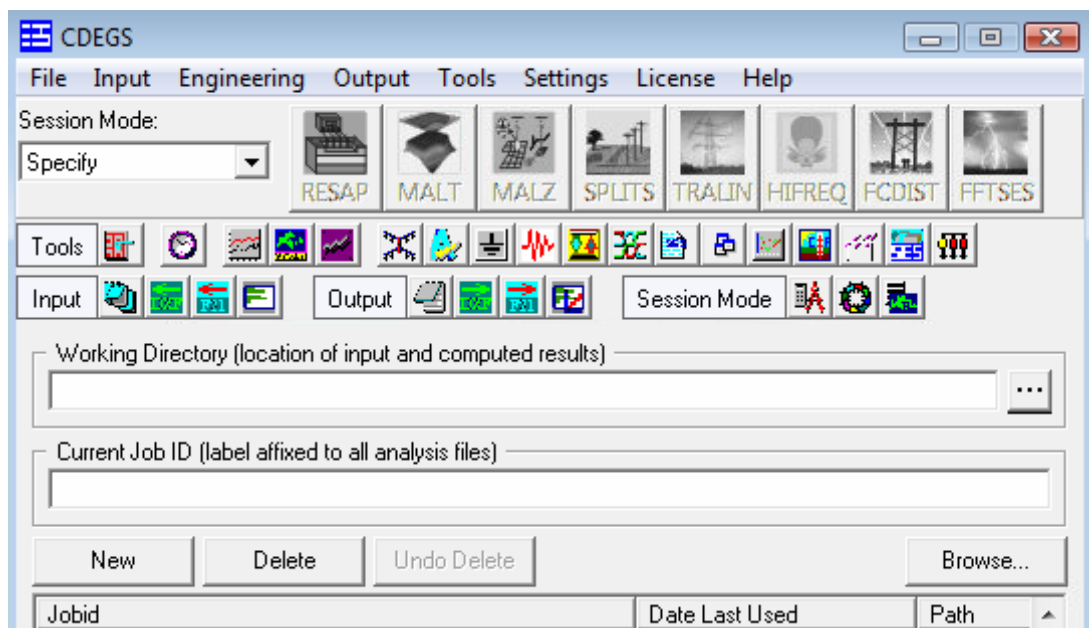 CDEGS
File Input Engineering Output Tools Settings License Help
Session Mode:
Specify
RESAP MALT MALZ SPLITS TRALIN HIFREQ FCDIST FFTSES
Tools
Input Output Session Mode
Working Directory (location of input and computed results)
...
Current Job ID (label affixed to all analysis files)
New Delete Undo Delete Browse...
Jobid Date Last Used Path